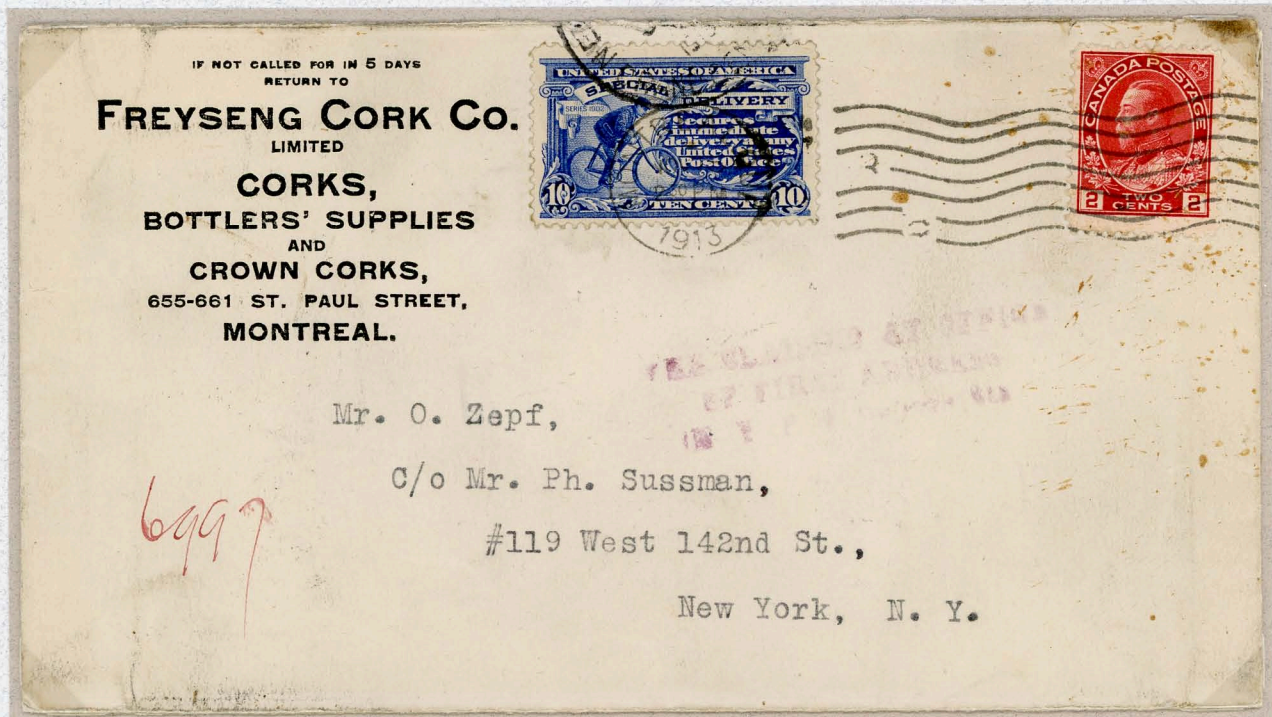 IF NOT CALLED FOR IN 5 DAYS
RETURN TO
FREYSENG CORK CO.
LIMITED
CORKS,
BOTTLERS' SUPPLIES
AND
CROWN CORKS,
655-661 ST. PAUL STREET,
MONTREAL.
UNITED STATES OF AMERICA
SPECIAL DELIVERY
SERIES 1902
Secures
immediate
delivery at any
United States
Post Office
10 TEN CENTS 10
1913
CANADA POSTAGE
2 TWO CENTS 2
Mr. O. Zepf,
C/o Mr. Ph. Sussman,
#119 West 142nd St.,
New York, N. Y.
6997